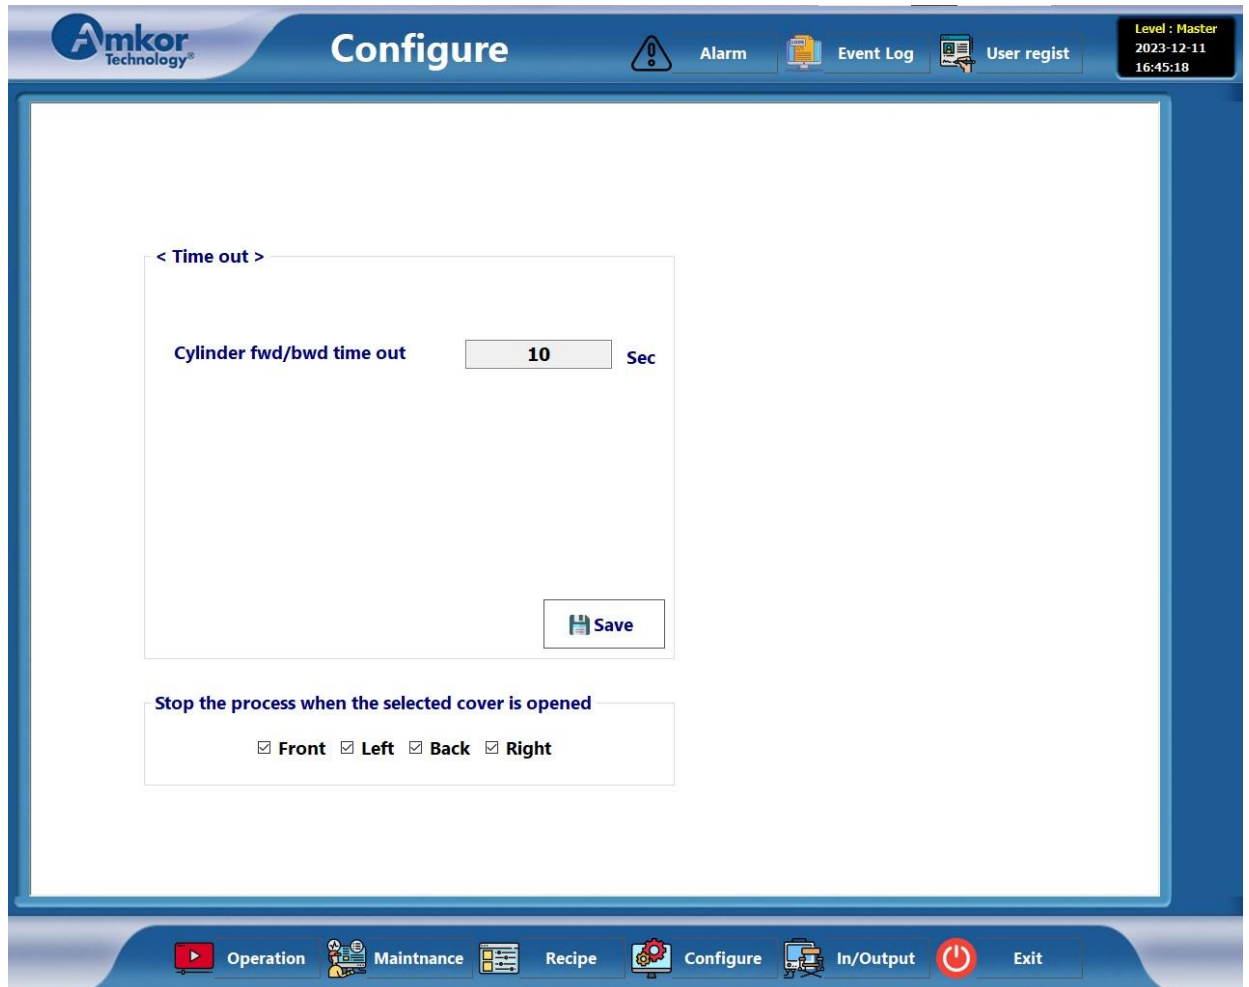 Amkor
Technology®
Configure
Alarm
Event Log
User regist
Level : Master
2023-12-11
16:45:18
< Time out >
Cylinder fwd/bwd time out
10
Sec
Save
Stop the process when the selected cover is opened
Front Left Back Right
Operation
Maintnance
Recipe
Configure
In/Output
Exit